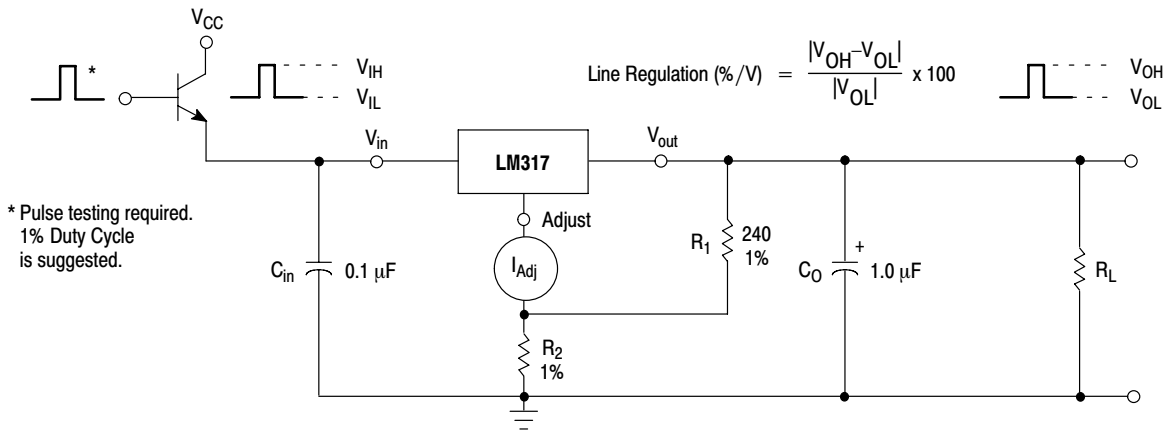 V_CC
*
V_IH
V_IL
Line Regulation (%/V) = |V_OH−V_OL| / |V_OL| x 100
V_OH
V_OL
V_in
LM317
V_out
* Pulse testing required.
1% Duty Cycle
is suggested.
Adjust
I_Adj
C_in
0.1 μF
R_1
240
1%
+
C_O
1.0 μF
R_L
R_2
1%